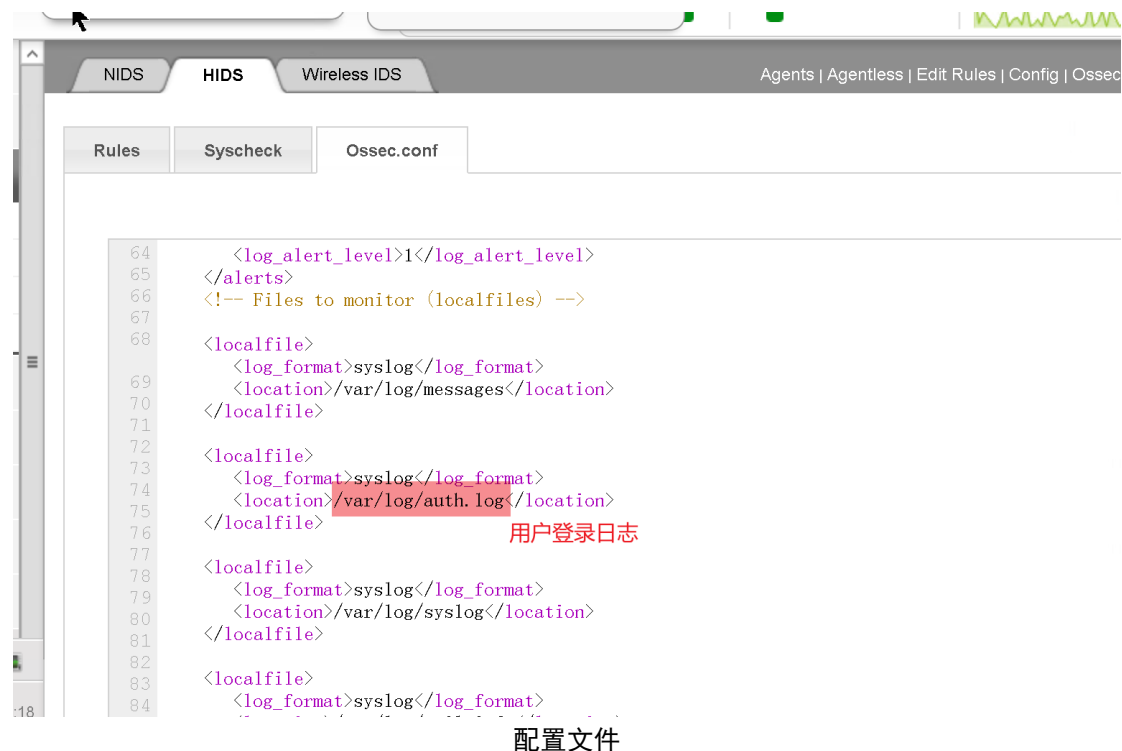 NIDS HIDS Wireless IDS Agents | Agentless | Edit Rules | Config | Ossec
Rules Syscheck Ossec.conf
64 <log_alert_level>1</log_alert_level>
65 </alerts>
66 <!-- Files to monitor (localfiles) -->
67
68 <localfile>
<log_format>syslog</log_format>
69 <location>/var/log/messages</location>
70 </localfile>
71
72 <localfile>
73 <log_format>syslog</log_format>
74 <location>/var/log/auth.log</location>
75 </localfile>
76 用户登录日志
77 <localfile>
78 <log_format>syslog</log_format>
79 <location>/var/log/syslog</location>
80 </localfile>
81
82 <localfile>
83 <log_format>syslog</log_format>
84
:18
配置文件